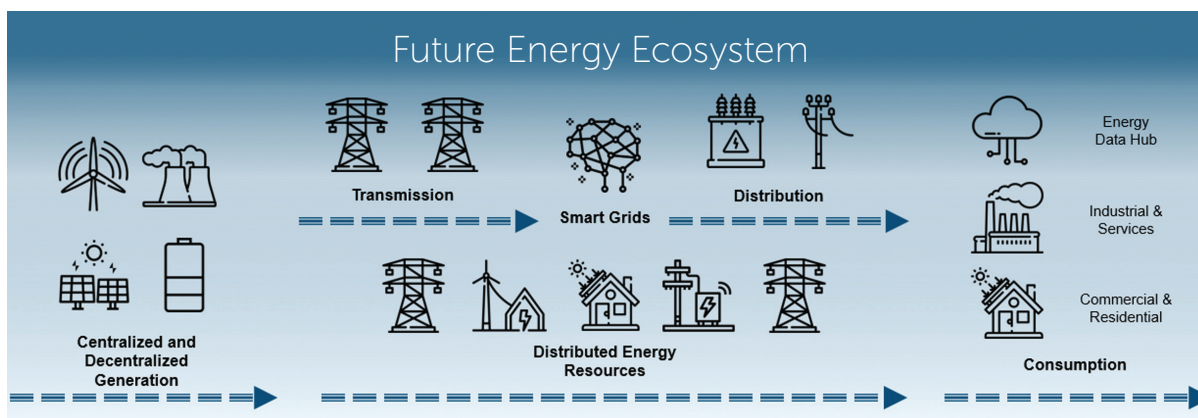 Future Energy Ecosystem
Centralized and
Decentralized
Generation
Transmission
Smart Grids
Distribution
Distributed Energy
Resources
Energy
Data Hub
Industrial &
Services
Commercial &
Residential
Consumption